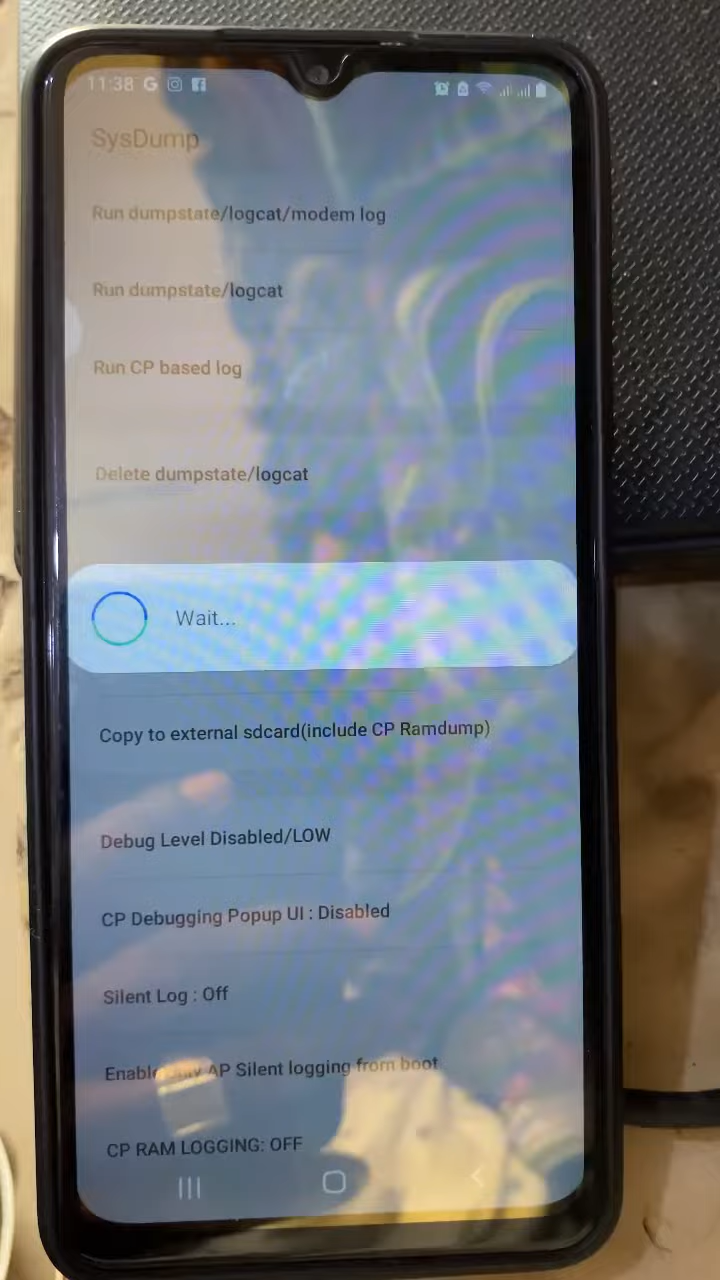 11:38
SysDump
Run dumpstate/logcat/modem log
Run dumpstate/logcat
Run CP based log
Delete dumpstate/logcat
Wait...
Copy to external sdcard(include CP Ramdump)
Debug Level Disabled/LOW
CP Debugging Popup UI : Disabled
Silent Log : Off
Enable only AP Silent logging from boot
CP RAM LOGGING: OFF